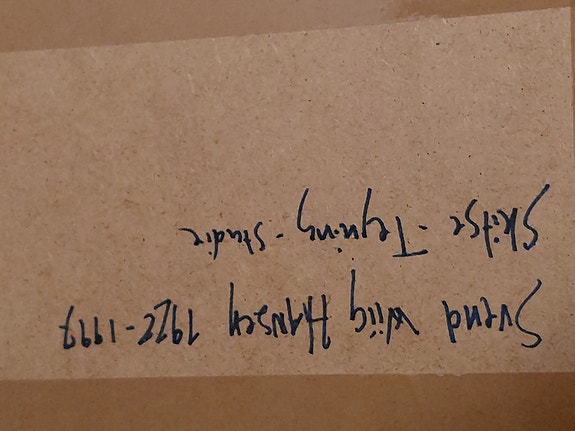 Svend Wiig Hansen 1922-1997
Skitse - Tegning - Studie